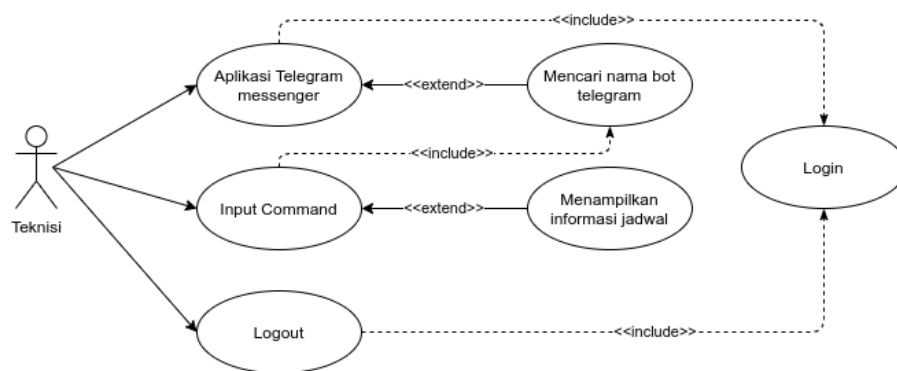 <<include>>
Aplikasi Telegram
messenger
<<extend>>
Mencari nama bot
telegram
Teknisi
<<include>>
Login
Input Command
<<extend>>
Menampilkan
informasi jadwal
Logout
<<include>>